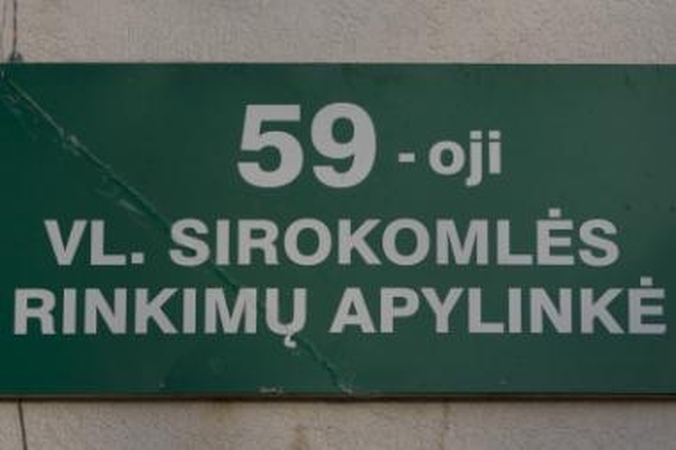 59 - oji
VL. SIROKOMLĖS
RINKIMŲ APYLINKĖ